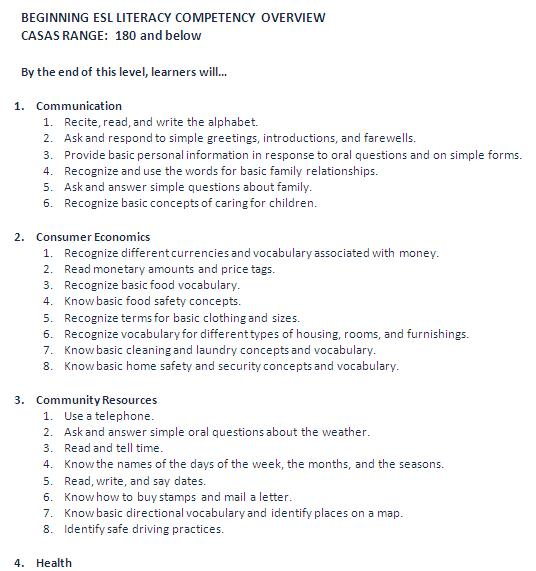 BEGINNING ESL LITERACY COMPETENCY OVERVIEW
CASAS RANGE: 180 and below
By the end of this level, learners will...
1. Communication
1. Recite, read, and write the alphabet.
2. Ask and respond to simple greetings, introductions, and farewells.
3. Provide basic personal information in response to oral questions and on simple forms.
4. Recognize and use the words for basic family relationships.
5. Ask and answer simple questions about family.
6. Recognize basic concepts of caring for children.
2. Consumer Economics
1. Recognize different currencies and vocabulary associated with money.
2. Read monetary amounts and price tags.
3. Recognize basic food vocabulary.
4. Know basic food safety concepts.
5. Recognize terms for basic clothing and sizes.
6. Recognize vocabulary for different types of housing, rooms, and furnishings.
7. Know basic cleaning and laundry concepts and vocabulary.
8. Know basic home safety and security concepts and vocabulary.
3. Community Resources
1. Use a telephone.
2. Ask and answer simple oral questions about the weather.
3. Read and tell time.
4. Know the names of the days of the week, the months, and the seasons.
5. Read, write, and say dates.
6. Know how to buy stamps and mail a letter.
7. Know basic directional vocabulary and identify places on a map.
8. Identify safe driving practices.
4. Health